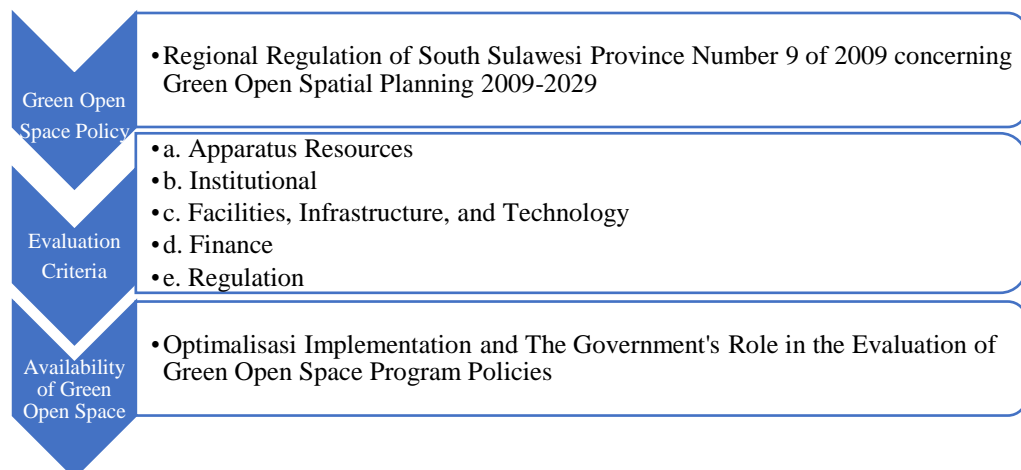 Green Open
Space Policy
•Regional Regulation of South Sulawesi Province Number 9 of 2009 concerning
Green Open Spatial Planning 2009-2029
Evaluation
Criteria
•a. Apparatus Resources
•b. Institutional
•c. Facilities, Infrastructure, and Technology
•d. Finance
•e. Regulation
Availability
of Green
Open Space
•Optimalisasi Implementation and The Government's Role in the Evaluation of
Green Open Space Program Policies